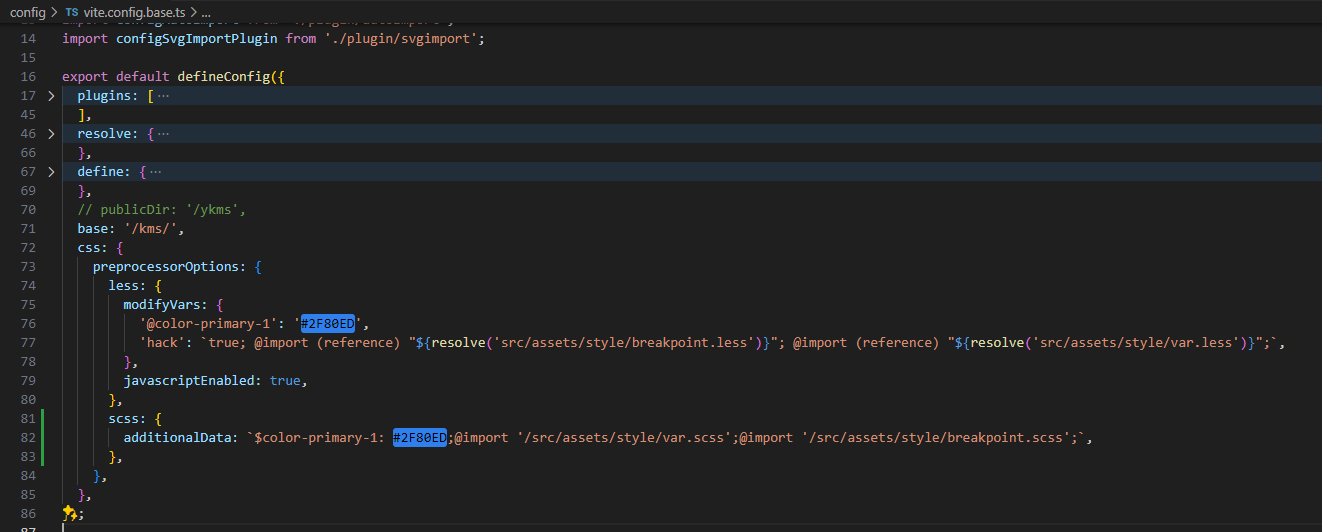 config > TS vite.config.base.ts > ...
14 import configSvgImportPlugin from './plugin/svgimport';
15
16 export default defineConfig({
17 plugins: [ ...
45 ],
46 resolve: { ...
66 },
67 define: { ...
69 },
70 // publicDir: '/ykms',
71 base: '/kms/',
72 css: {
73 preprocessorOptions: {
74 less: {
75 modifyVars: {
76 '@color-primary-1': '#2F80ED',
77 'hack': `true; @import (reference) "${resolve('src/assets/style/breakpoint.less')}"; @import (reference) "${resolve('src/assets/style/var.less')}";`,
78 },
79 javascriptEnabled: true,
80 },
81 scss: {
82 additionalData: `$color-primary-1: #2F80ED;@import '/src/assets/style/var.scss';@import '/src/assets/style/breakpoint.scss';`,
83 },
84 },
85 },
86 ;
87